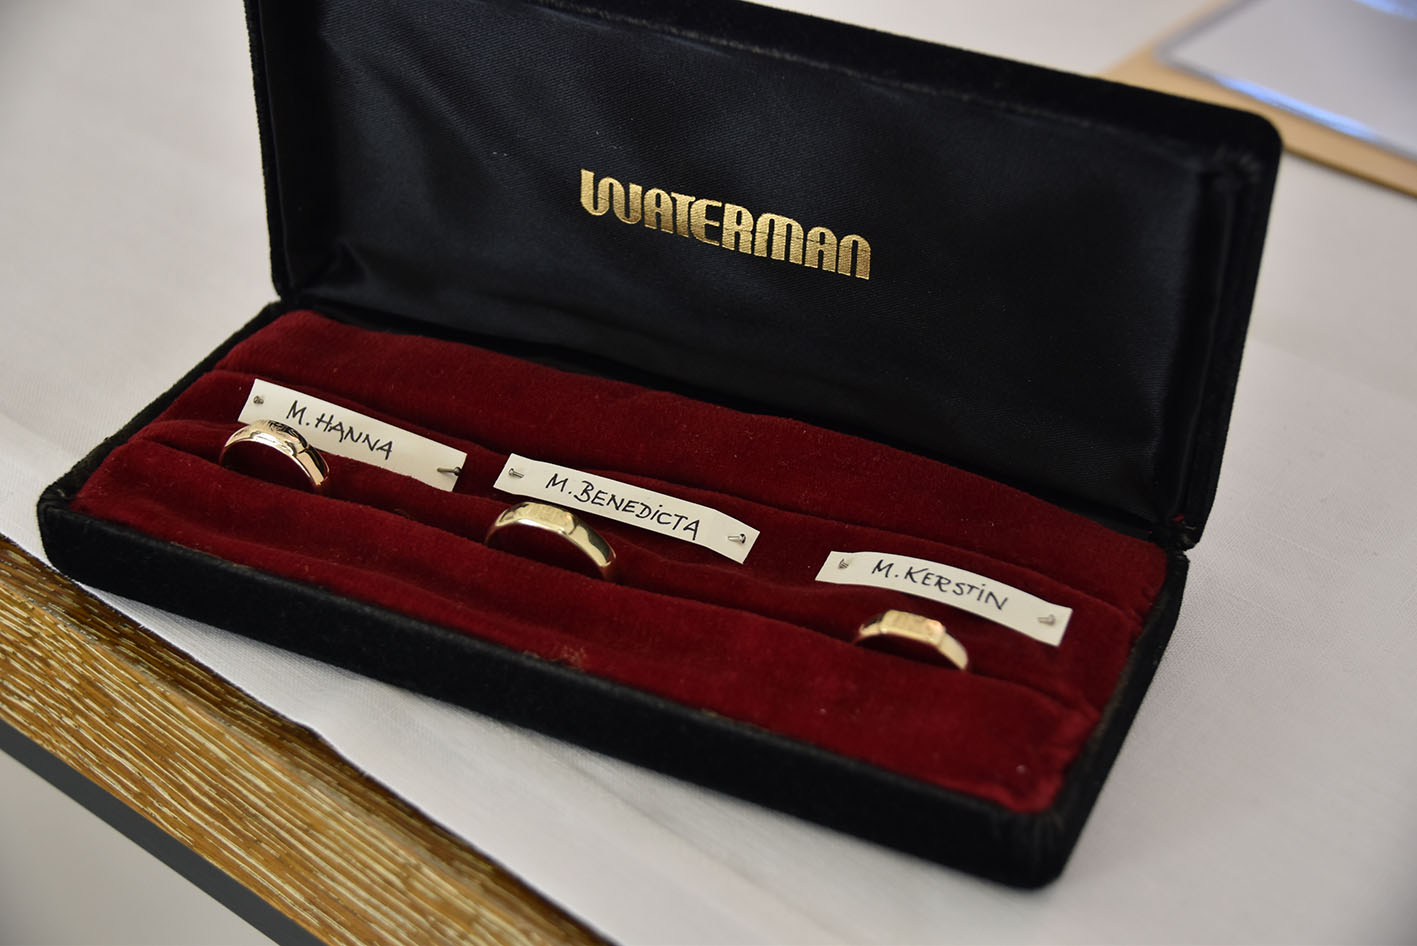 WATERMAN
M. HANNA
M. BENEDiCTA
M. KERSTiN